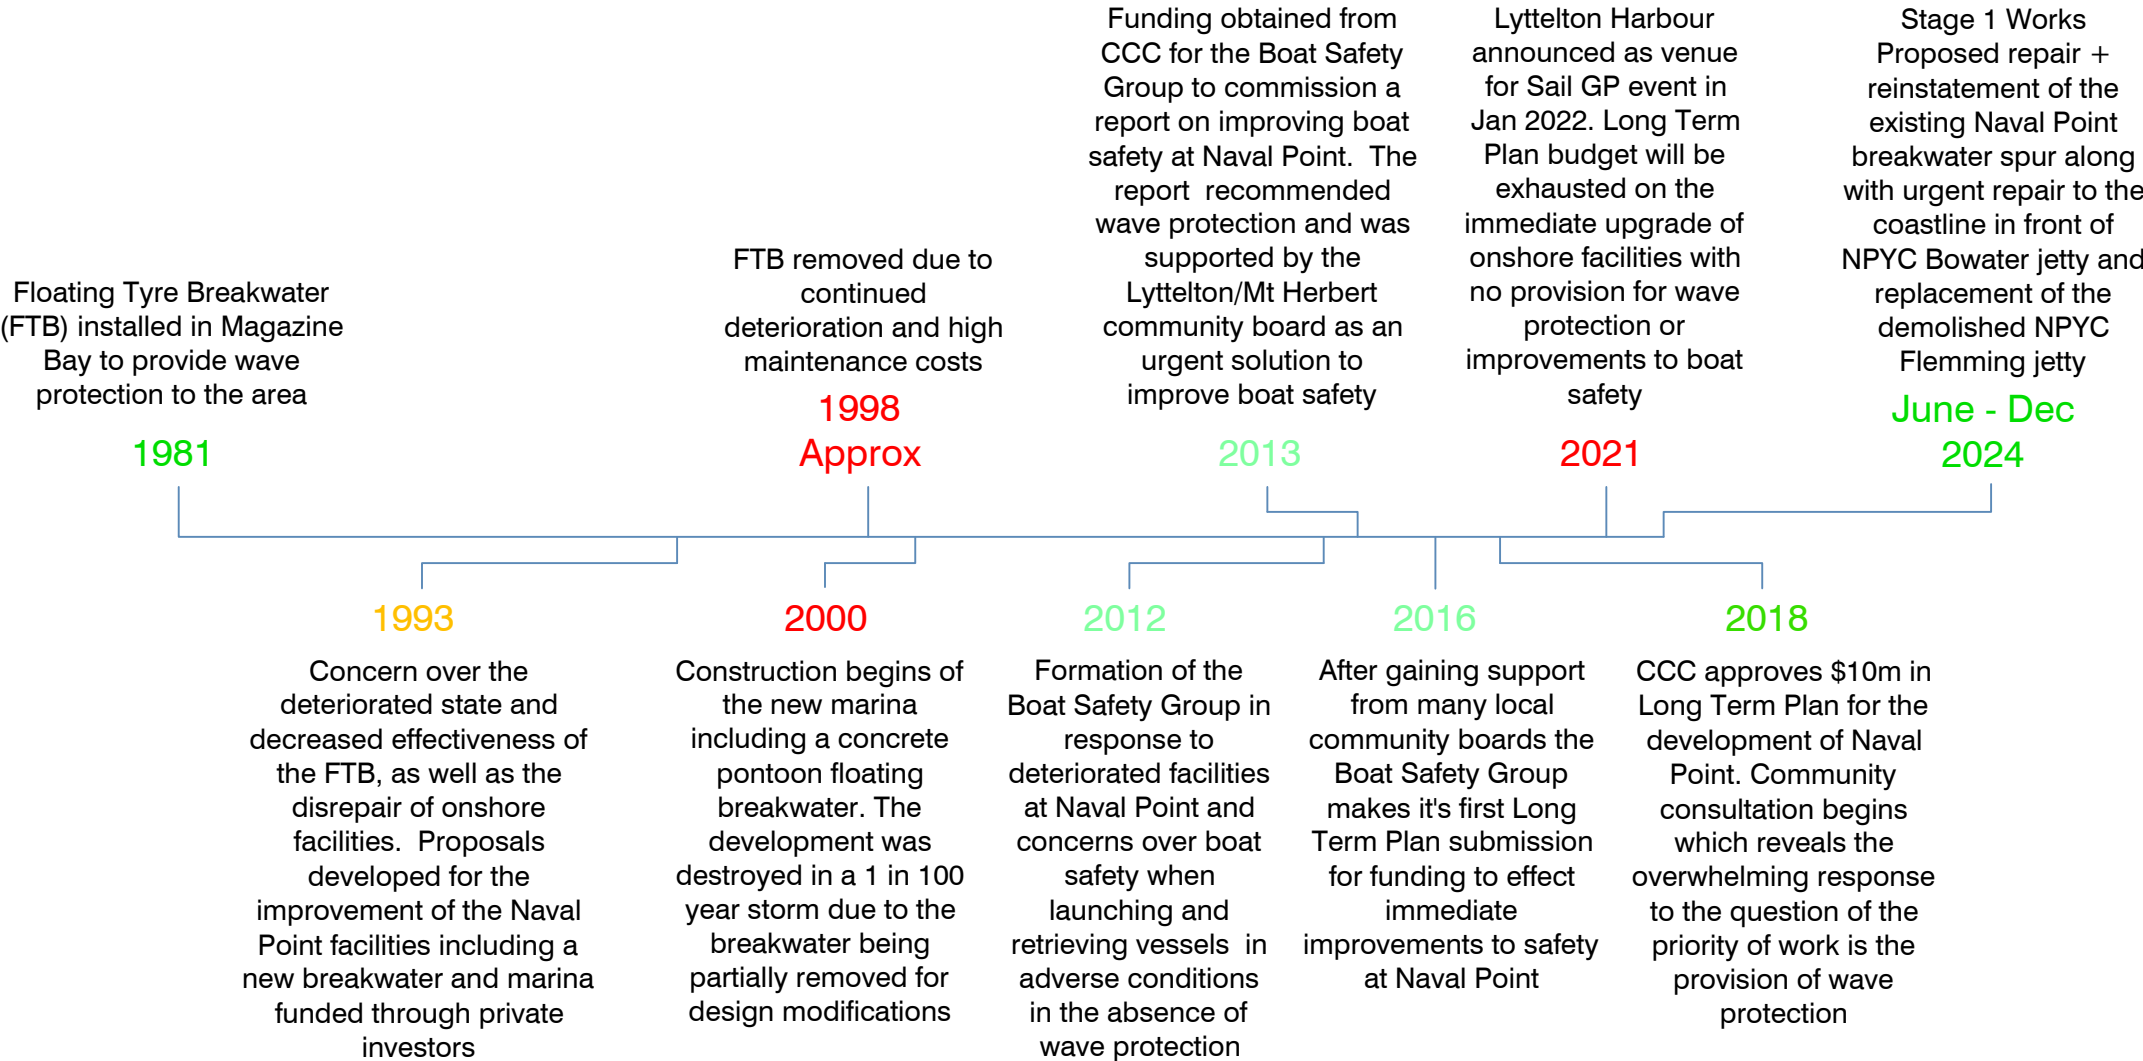 Floating Tyre Breakwater
(FTB) installed in Magazine
Bay to provide wave
protection to the area
1981
FTB removed due to
continued
deterioration and high
maintenance costs
1998
Approx
Funding obtained from
CCC for the Boat Safety
Group to commission a
report on improving boat
safety at Naval Point.  The
report  recommended
wave protection and was
supported by the
Lyttelton/Mt Herbert
community board as an
urgent solution to
improve boat safety
2013
Lyttelton Harbour
announced as venue
for Sail GP event in
Jan 2022. Long Term
Plan budget will be
exhausted on the
immediate upgrade of
onshore facilities with
no provision for wave
protection or
improvements to boat
safety
2021
Stage 1 Works
Proposed repair +
reinstatement of the
existing Naval Point
breakwater spur along
with urgent repair to the
coastline in front of
NPYC Bowater jetty and
replacement of the
demolished NPYC
Flemming jetty
June - Dec
2024
1993
Concern over the
deteriorated state and
decreased effectiveness of
the FTB, as well as the
disrepair of onshore
facilities.  Proposals
developed for the
improvement of the Naval
Point facilities including a
new breakwater and marina
funded through private
investors
2000
Construction begins of
the new marina
including a concrete
pontoon floating
breakwater. The
development was
destroyed in a 1 in 100
year storm due to the
breakwater being
partially removed for
design modifications
2012
Formation of the
Boat Safety Group in
response to
deteriorated facilities
at Naval Point and
concerns over boat
safety when
launching and
retrieving vessels  in
adverse conditions
in the absence of
wave protection
2016
After gaining support
from many local
community boards the
Boat Safety Group
makes it's first Long
Term Plan submission
for funding to effect
immediate
improvements to safety
at Naval Point
2018
CCC approves $10m in
Long Term Plan for the
development of Naval
Point. Community
consultation begins
which reveals the
overwhelming response
to the question of the
priority of work is the
provision of wave
protection